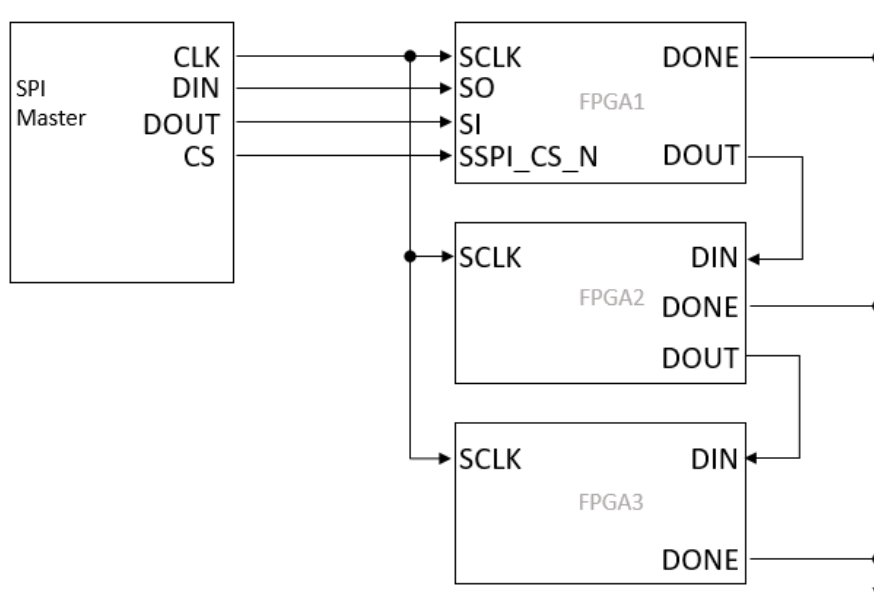 SPI
Master
CLK
DIN
DOUT
CS
SCLK
SO
SI
SSPI_CS_N
FPGA1
DONE
DOUT
SCLK
FPGA2
DIN
DONE
DOUT
SCLK
FPGA3
DIN
DONE